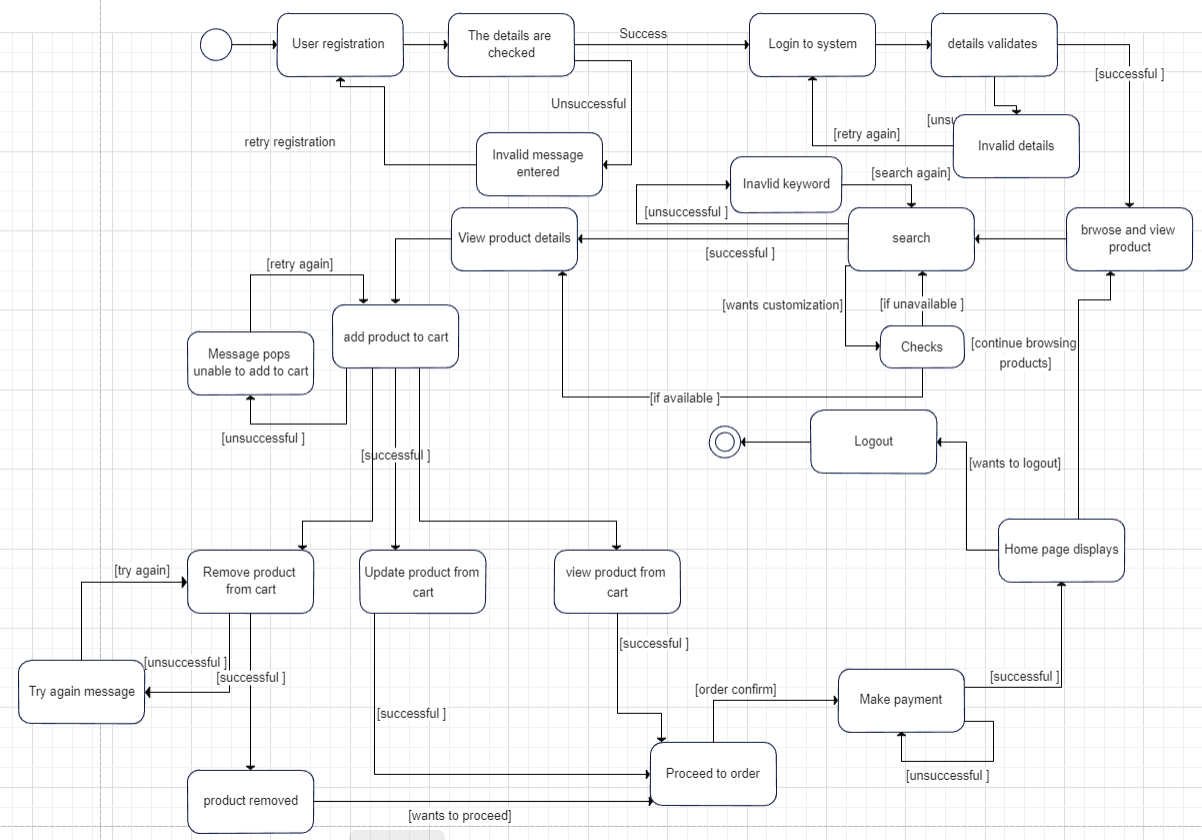 User registration
The details are
checked
Success
Login to system
details validates
[successful ]
Unsuccessful
retry registration
Invalid message
entered
[retry again]
[unsu
Invalid details
Inavlid keyword
[search again]
[unsuccessful ]
View product details
[successful ]
search
brwose and view
product
[retry again]
[wants customization]
[if unavailable ]
add product to cart
Message pops
unable to add to cart
Checks
[continue browsing
products]
[if available ]
[unsuccessful ]
[successful ]
Logout
[wants to logout]
Home page displays
[try again]
Remove product
from cart
Update product from
cart
view product from
cart
[successful ]
[unsuccessful ]
[successful ]
Try again message
[successful ]
[order confirm]
Make payment
[successful ]
[unsuccessful ]
Proceed to order
product removed
[wants to proceed]